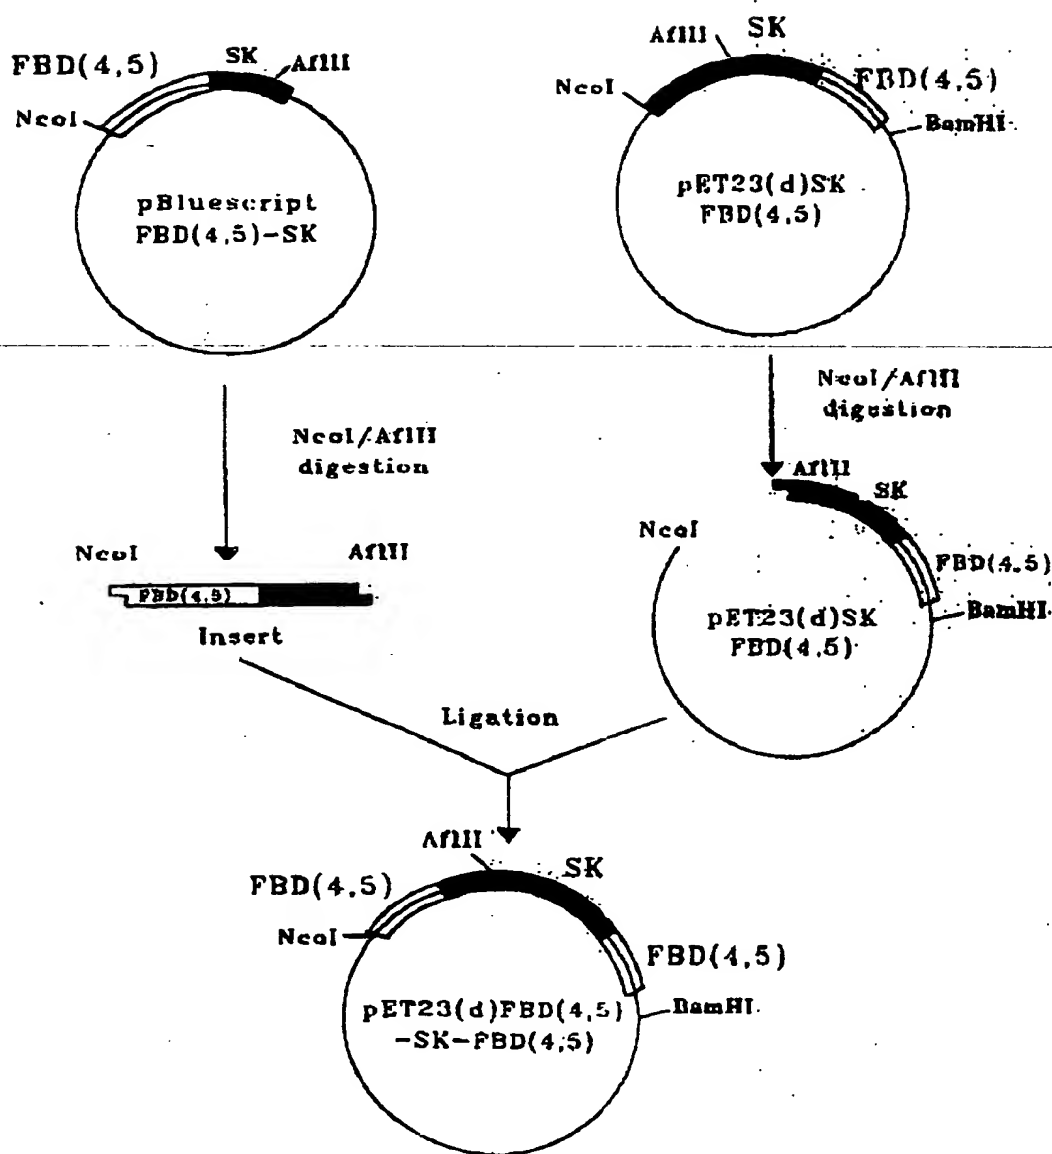 FBD(4,5)
SK
AflII
NcoI
pBluescript
FBD(4,5)-SK
AflII
SK
NcoI
FBD(4,5)
BamHI
pET23(d)SK
FBD(4,5)
NcoI/AflII
digestion
NcoI/AflII
digestion
NcoI
AflII
FBD(4,5)
Insert
AflII
SK
NcoI
FBD(4,5)
BamHI
pET23(d)SK
FBD(4,5)
Ligation
AflII
SK
FBD(4,5)
NcoI
FBD(4,5)
BamHI
pET23(d)FBD(4,5)
-SK-FBD(4,5)